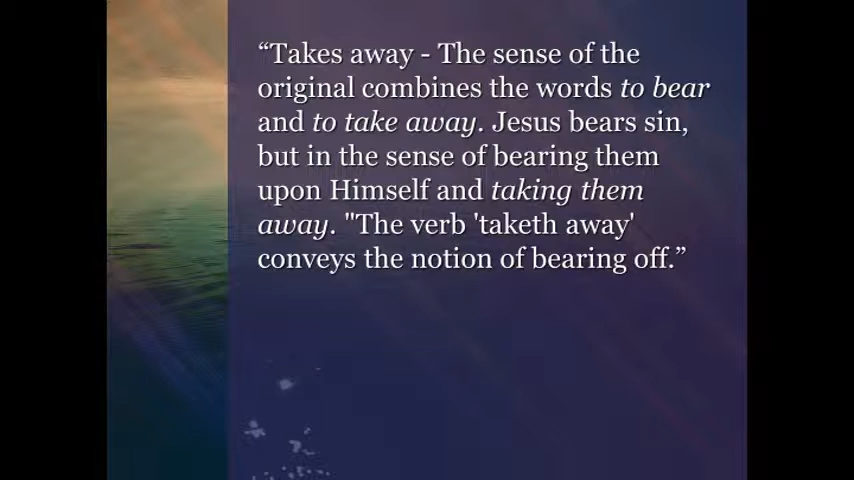 “Takes away - The sense of the
original combines the words to bear
and to take away. Jesus bears sin,
but in the sense of bearing them
upon Himself and taking them
away. "The verb 'taketh away'
conveys the notion of bearing off.”